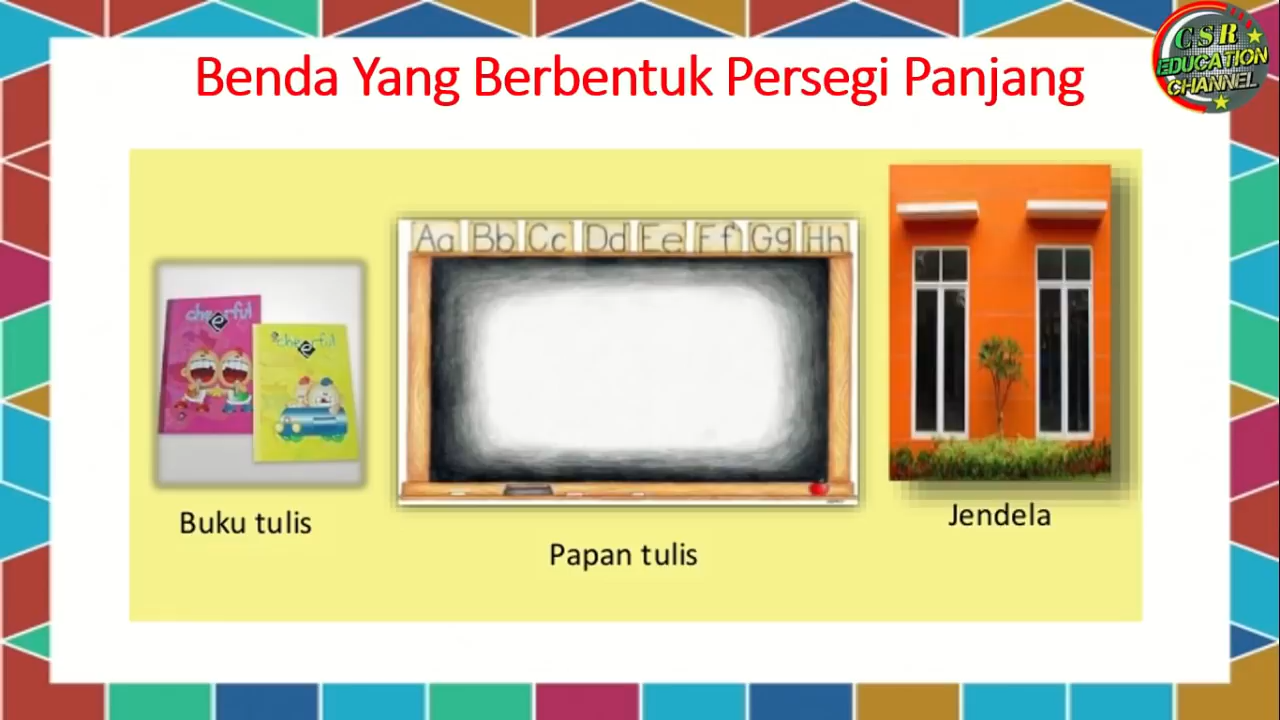 Benda Yang Berbentuk Persegi Panjang
CSR
EDUCATION
CHANNEL
Aa Bb Cc Dd Ee Ff Gg Hh
cheerful
cheerful
Buku tulis
Papan tulis
Jendela